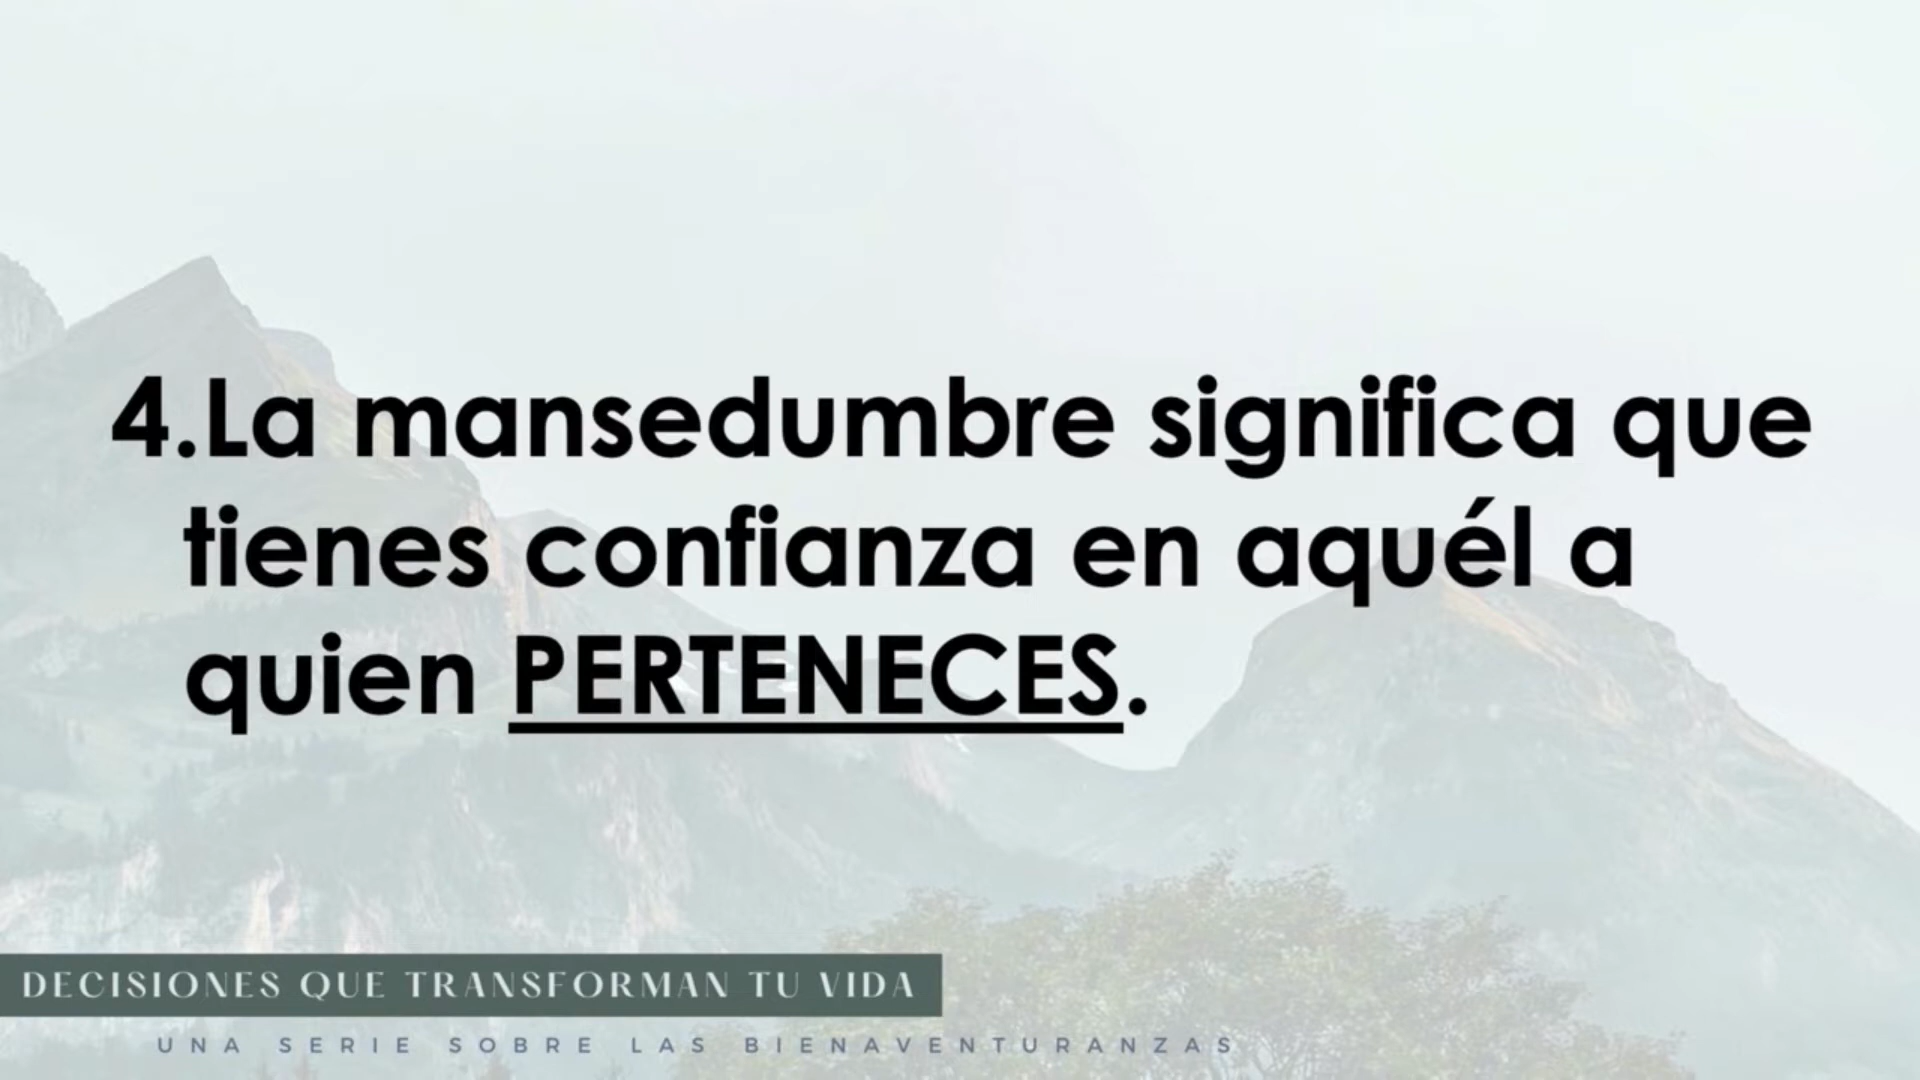 4.La mansedumbre significa que
tienes confianza en aquél a
quien PERTENECES.
DECISIONES QUE TRANSFORMAN TU VIDA
UNA SERIE SOBRE LAS BIENAVENTURANZAS